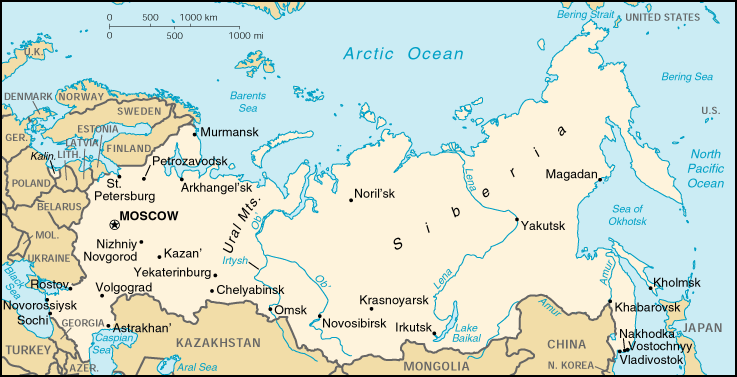 0 500 1000 km
0 500 1000 mi
Bering Strait
UNITED STATES
Arctic Ocean
U.K.
Barents
Sea
Bering Sea
DENMARK
NORWAY
SWEDEN
U.S.
GER.
ESTONIA
LATVIA
LITH.
Kalin.
FINLAND
Murmansk
Petrozavodsk
North
Pacific
Ocean
POLAND
St.
Petersburg
Arkhangel'sk
Noril'sk
Siberia
Lena
Magadan
BELARUS
MOSCOW
Ural Mts.
Ob'
Sea of
Okhotsk
Yakutsk
MOL.
UKRAINE
Nizhniy
Novgorod
Kazan'
Irtysh
Yekaterinburg
Ob'
Lena
Amur
Black
Sea
Rostov
Volgograd
Chelyabinsk
Kholmsk
Novorossiysk
Sochi
Omsk
Krasnoyarsk
Amur
Khabarovsk
GEORGIA
Astrakhan'
Novosibirsk
Irkutsk
Lake
Baikal
JAPAN
Caspian
Sea
KAZAKHSTAN
CHINA
Nakhodka
Vostochnyy
Vladivostok
TURKEY
AZER.
Aral Sea
MONGOLIA
N. KOREA